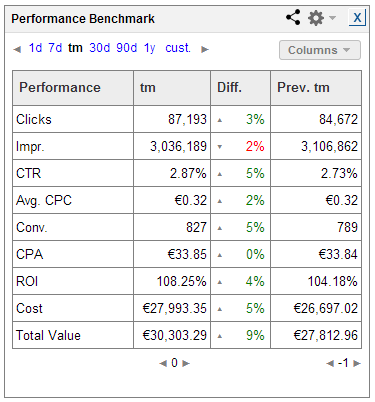 Performance Benchmark X
◄ 1d 7d tm 30d 90d 1y cust. ► Columns
Performance tm Diff. Prev. tm
Clicks 87,193 ▲ 3% 84,672
Impr. 3,036,189 ▼ 2% 3,106,862
CTR 2.87% ▲ 5% 2.73%
Avg. CPC €0.32 ▲ 2% €0.32
Conv. 827 ▲ 5% 789
CPA €33.85 ▲ 0% €33.84
ROI 108.25% ▲ 4% 104.18%
Cost €27,993.35 ▲ 5% €26,697.02
Total Value €30,303.29 ▲ 9% €27,812.96
◄ 0 ► ◄ -1 ►